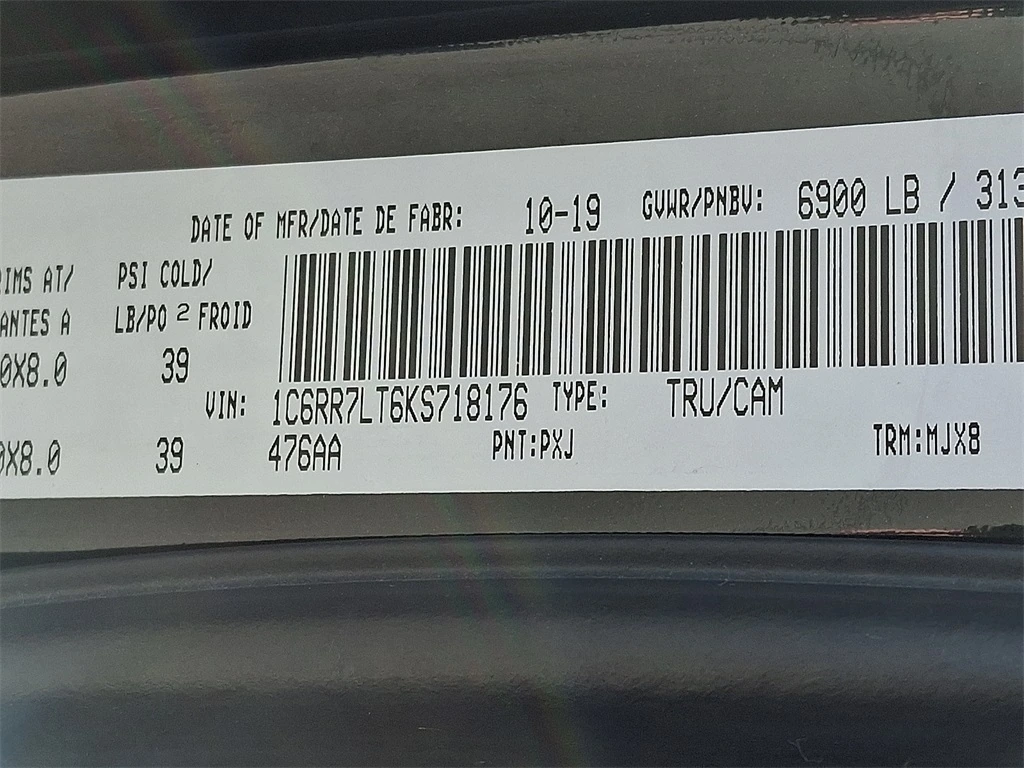 DATE OF MFR/DATE DE FABR: 10-19 GVWR/PNBV: 6900 LB / 313
RIMS AT/ PSI COLD/
ANTES A LB/PO 2 FROID
0X8.0 39
VIN: 1C6RR7LT6KS718176 TYPE: TRU/CAM
0X8.0 39 476AA PNT:PXJ TRM:MJX8